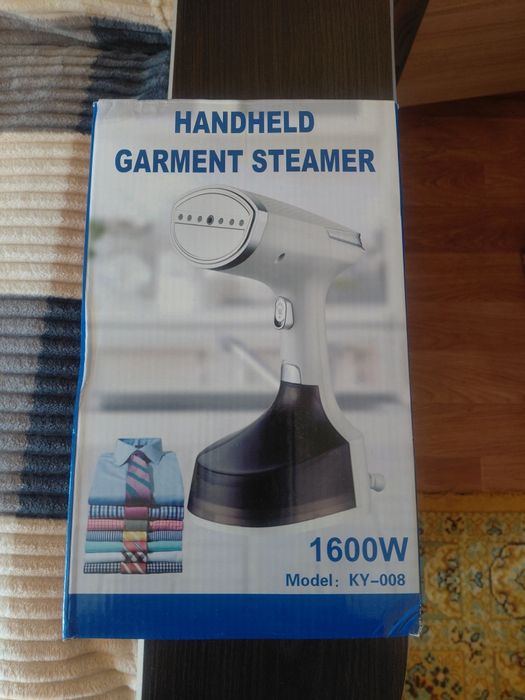 HANDHELD
GARMENT STEAMER
1600W
Model: KY-008